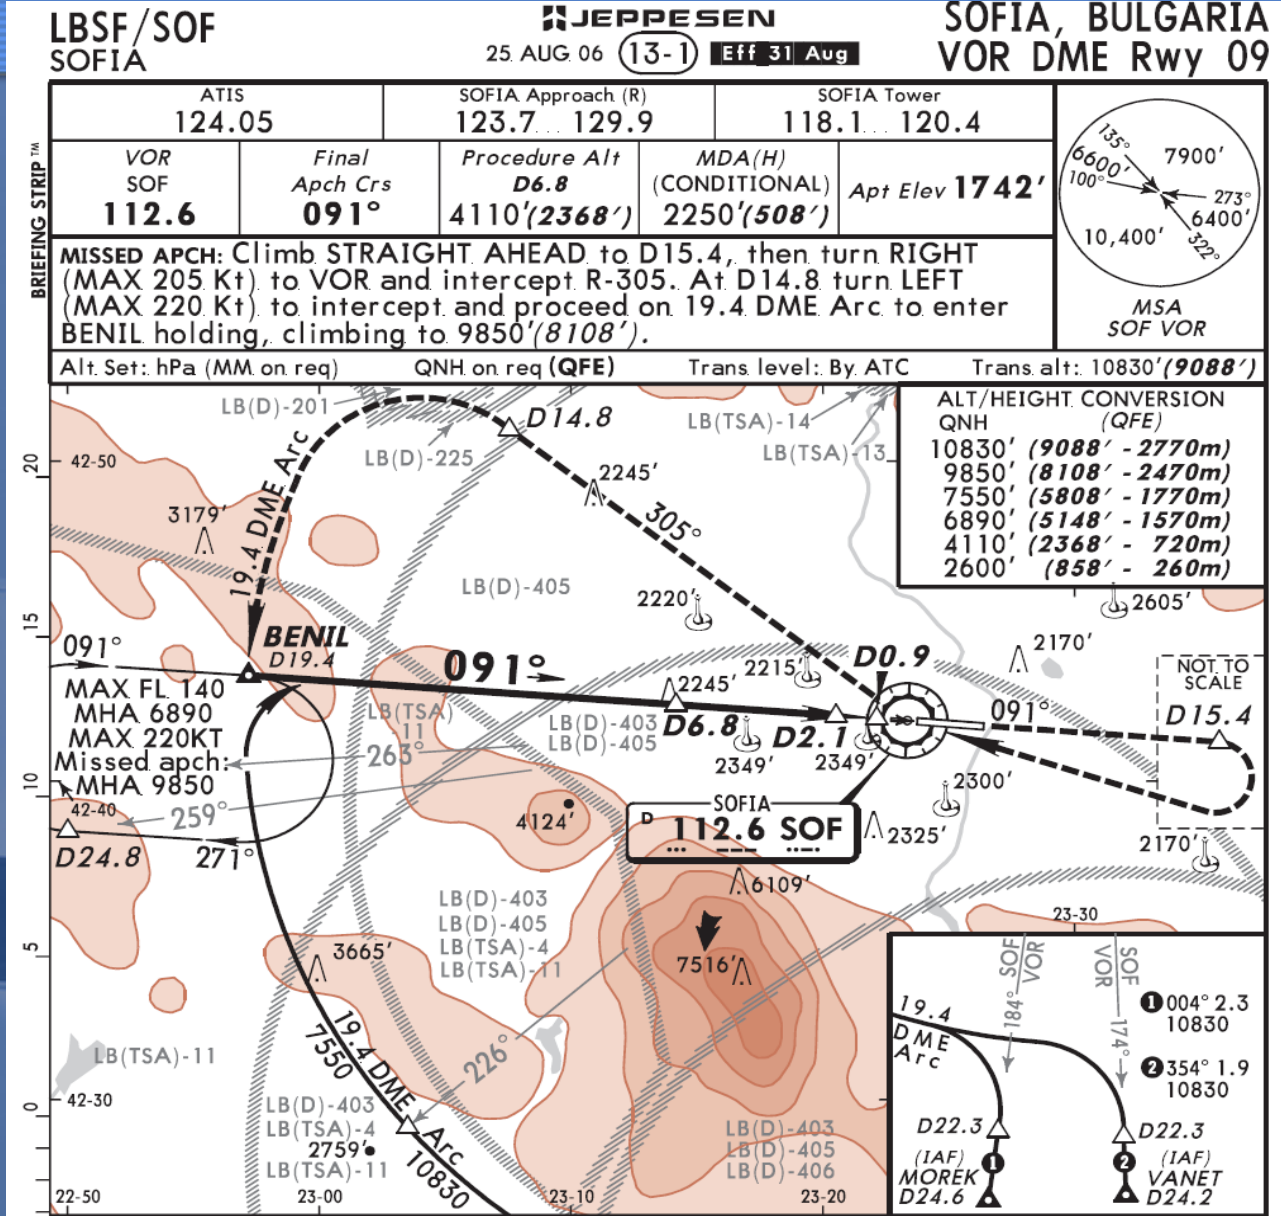 LBSF/SOF
SOFIA
JEPPESEN
25 AUG 06 13-1 Eff 31 Aug
SOFIA, BULGARIA
VOR DME Rwy 09
BRIEFING STRIP TM
ATIS
124.05
SOFIA Approach (R)
123.7 129.9
SOFIA Tower
118.1 120.4
VOR
SOF
112.6
Final
Apch Crs
091°
Procedure Alt
D6.8
4110'(2368')
MDA(H)
(CONDITIONAL)
2250'(508')
Apt Elev 1742'
MISSED APCH: Climb STRAIGHT AHEAD to D15.4, then turn RIGHT
(MAX 205 Kt) to VOR and intercept R-305. At D14.8 turn LEFT
(MAX 220 Kt) to intercept and proceed on 19.4 DME Arc to enter
BENIL holding, climbing to 9850'(8108').
135°
6600'
100°
7900'
273°
6400'
322°
10,400'
MSA
SOF VOR
Alt Set: hPa (MM on req) QNH on req (QFE) Trans level: By ATC Trans alt: 10830'(9088')
ALT/HEIGHT CONVERSION
QNH (QFE)
10830' (9088' - 2770m)
9850' (8108' - 2470m)
7550' (5808' - 1770m)
6890' (5148' - 1570m)
4110' (2368' - 720m)
2600' (858' - 260m)
LB(D)-201
D14.8
LB(TSA)-14
LB(D)-225
LB(TSA)-13
20
42-50
2245'
3179'
19.4 DME Arc
305°
LB(D)-405
2220'
2605'
15
091°
BENIL
D19.4
091°
2215'
D0.9
2170'
NOT TO
SCALE
MAX FL 140
MHA 6890
MAX 220KT
Missed apch:
MHA 9850
LB(TSA)
11
2245'
D6.8
LB(D)-403
LB(D)-405
D2.1
091°
D15.4
263°
2349'
2349'
2300'
10
42-40
259°
4124'
SOFIA
D 112.6 SOF
2325'
D24.8
271°
2170'
6109'
LB(D)-403
LB(D)-405
LB(TSA)-4
LB(TSA)-11
23-30
5
3665'
7516'
19.4 DME Arc
7550
10830
226°
LB(TSA)-11
0
42-30
LB(D)-403
LB(TSA)-4
2759'
LB(TSA)-11
LB(D)-403
LB(D)-405
LB(D)-406
22-50
23-00
23-10
23-20
SOF VOR
184°
SOF
VOR
174°
19.4
DME
Arc
1 004° 2.3
10830
2 354° 1.9
10830
D22.3
D22.3
(IAF)
MOREK
D24.6
1
2
(IAF)
VANET
D24.2